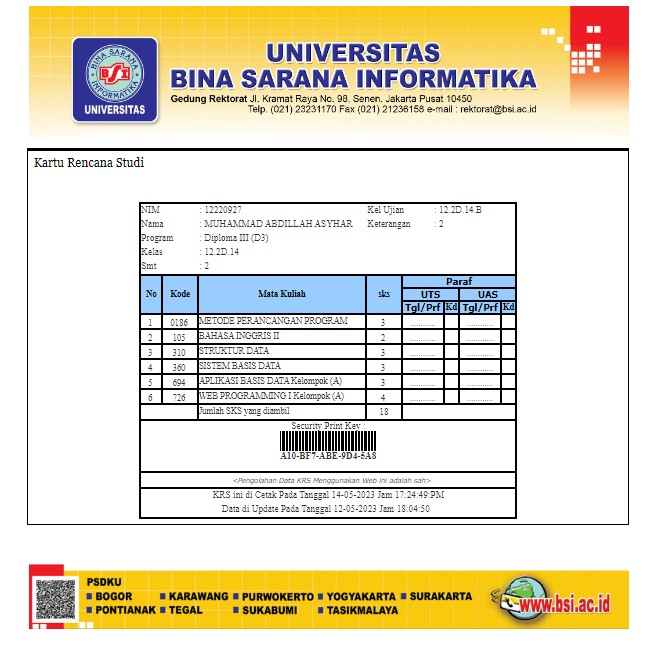 UNIVERSITAS
BINA SARANA INFORMATIKA
Gedung Rektorat Jl. Kramat Raya No. 98, Senen. Jakarta Pusat 10450
Telp. (021) 23231170 Fax (021) 21236158 e-mail : rektorat@bsi.ac.id
BINA SARANA
BSI
INFORMATIKA
UNIVERSITAS
Kartu Rencana Studi
NIM : 12220927 Kel Ujian : 12.2D.14.B
Nama : MUHAMMAD ABDILLAH ASYHAR Keterangan : 2
Program : Diploma III (D3)
Kelas : 12.2D.14
Smt : 2
No Kode Mata Kuliah sks Paraf
UTS UAS
Tgl/Prf Kd Tgl/Prf Kd
1 0186 METODE PERANCANGAN PROGRAM 3 ............ ............
2 105 BAHASA INGGRIS II 2 ............ ............
3 310 STRUKTUR DATA 3 ............ ............
4 360 SISTEM BASIS DATA 3 ............ ............
5 694 APLIKASI BASIS DATA Kelompok (A) 3 ............ ............
6 726 WEB PROGRAMMING I Kelompok (A) 4 ............ ............
Jumlah SKS yang diambil 18
Security Print Key :
A10-BF7-ABE-9D4-5A8
<Pengolahan Data KRS Menggunakan Web ini adalah sah>
KRS ini di Cetak Pada Tanggal 14-05-2023 Jam 17:24:49:PM
Data di Update Pada Tanggal 12-05-2023 Jam 18:04:50
PSDKU
BOGOR KARAWANG PURWOKERTO YOGYAKARTA SURAKARTA
PONTIANAK TEGAL SUKABUMI TASIKMALAYA
www.bsi.ac.id